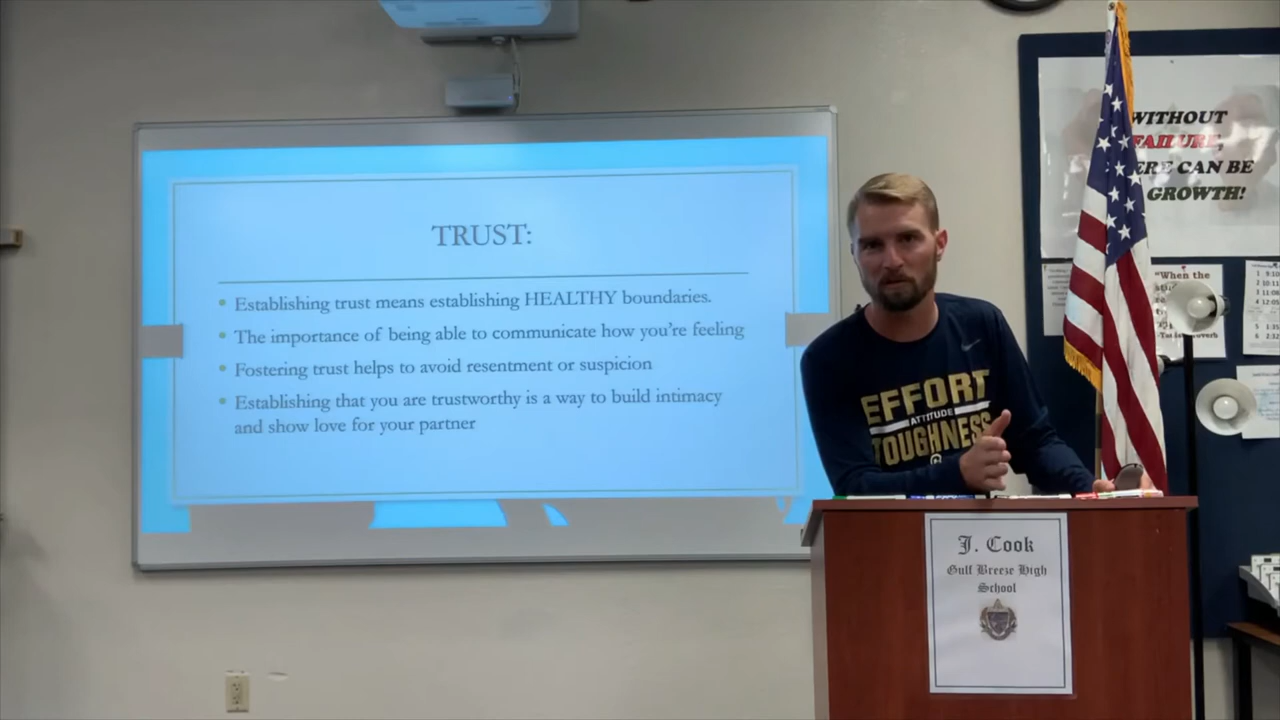 TRUST:
Establishing trust means establishing HEALTHY boundaries.
The importance of being able to communicate how you're feeling
Fostering trust helps to avoid resentment or suspicion
Establishing that you are trustworthy is a way to build intimacy
and show love for your partner
WITHOUT
FAILURE,
CAN BE
GROWTH!
"When the
EFFORT
ATTITUDE
TOUGHNESS
J. Cook
Gulf Breeze High
School